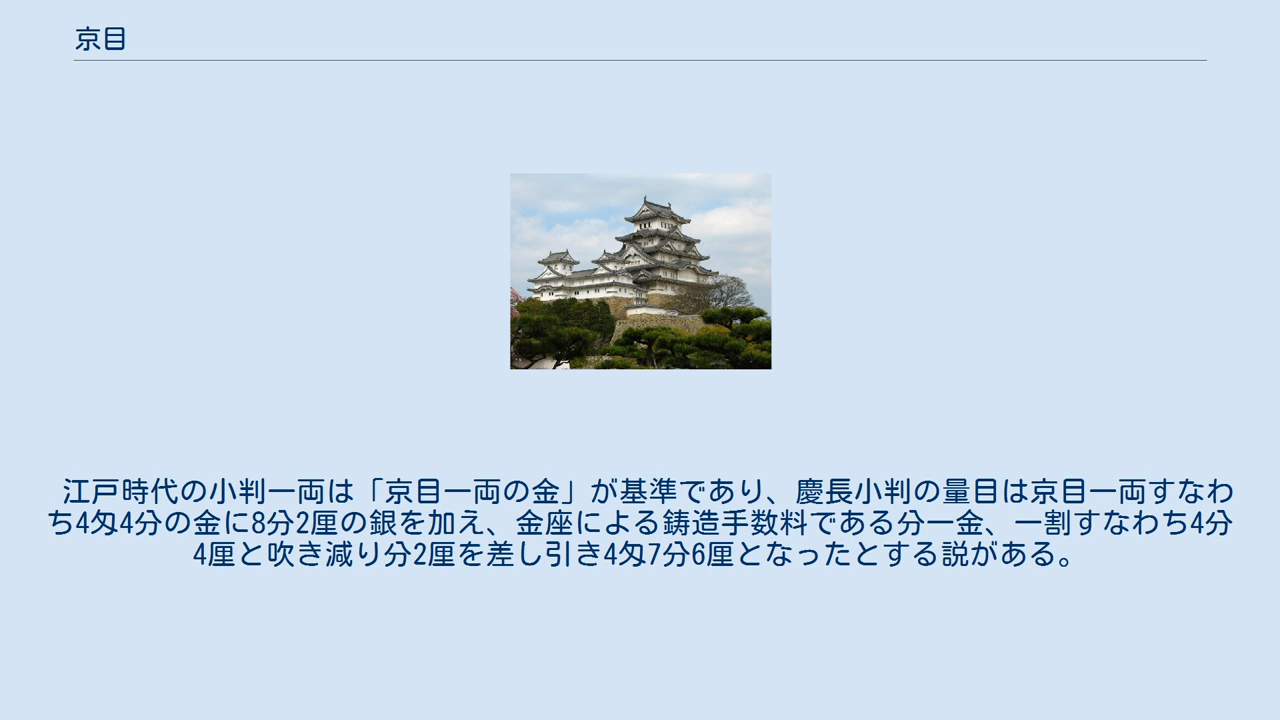 京目
江戸時代の小判一両は「京目一両の金」が基準であり、慶長小判の量目は京目一両すなわ
ち4匁4分の金に8分2厘の銀を加え、金座による鋳造手数料である分一金、一割すなわち4分
4厘と吹き減り分2厘を差し引き4匁7分6厘となったとする説がある。